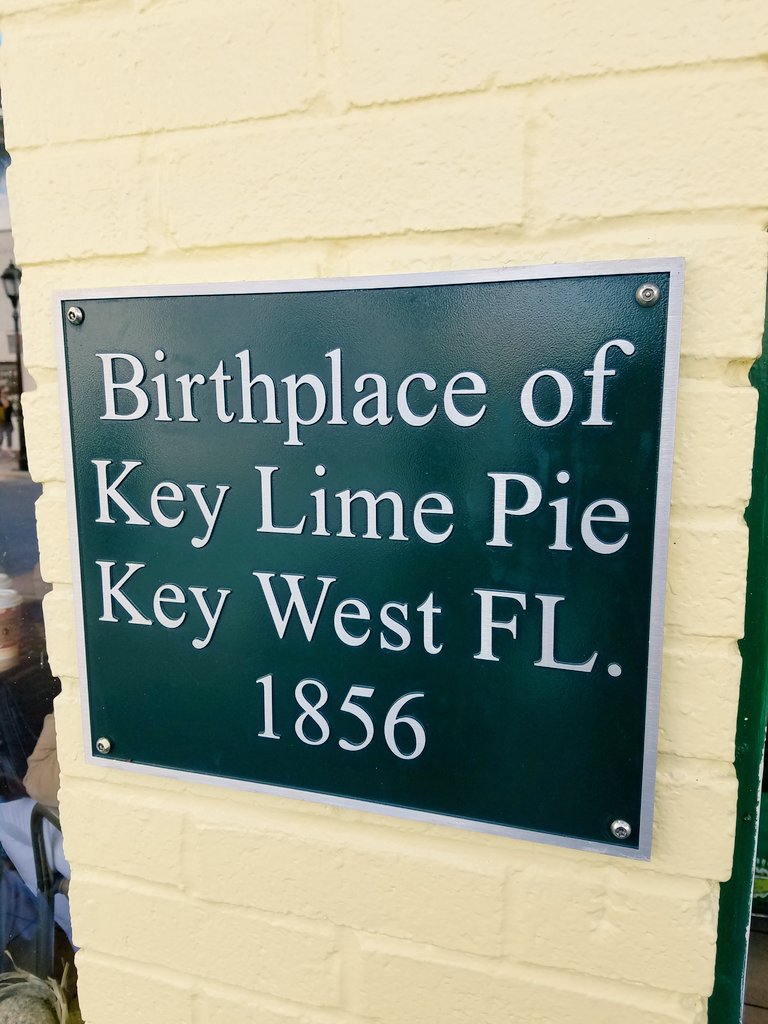 Birthplace of
Key Lime Pie
Key West FL.
1856